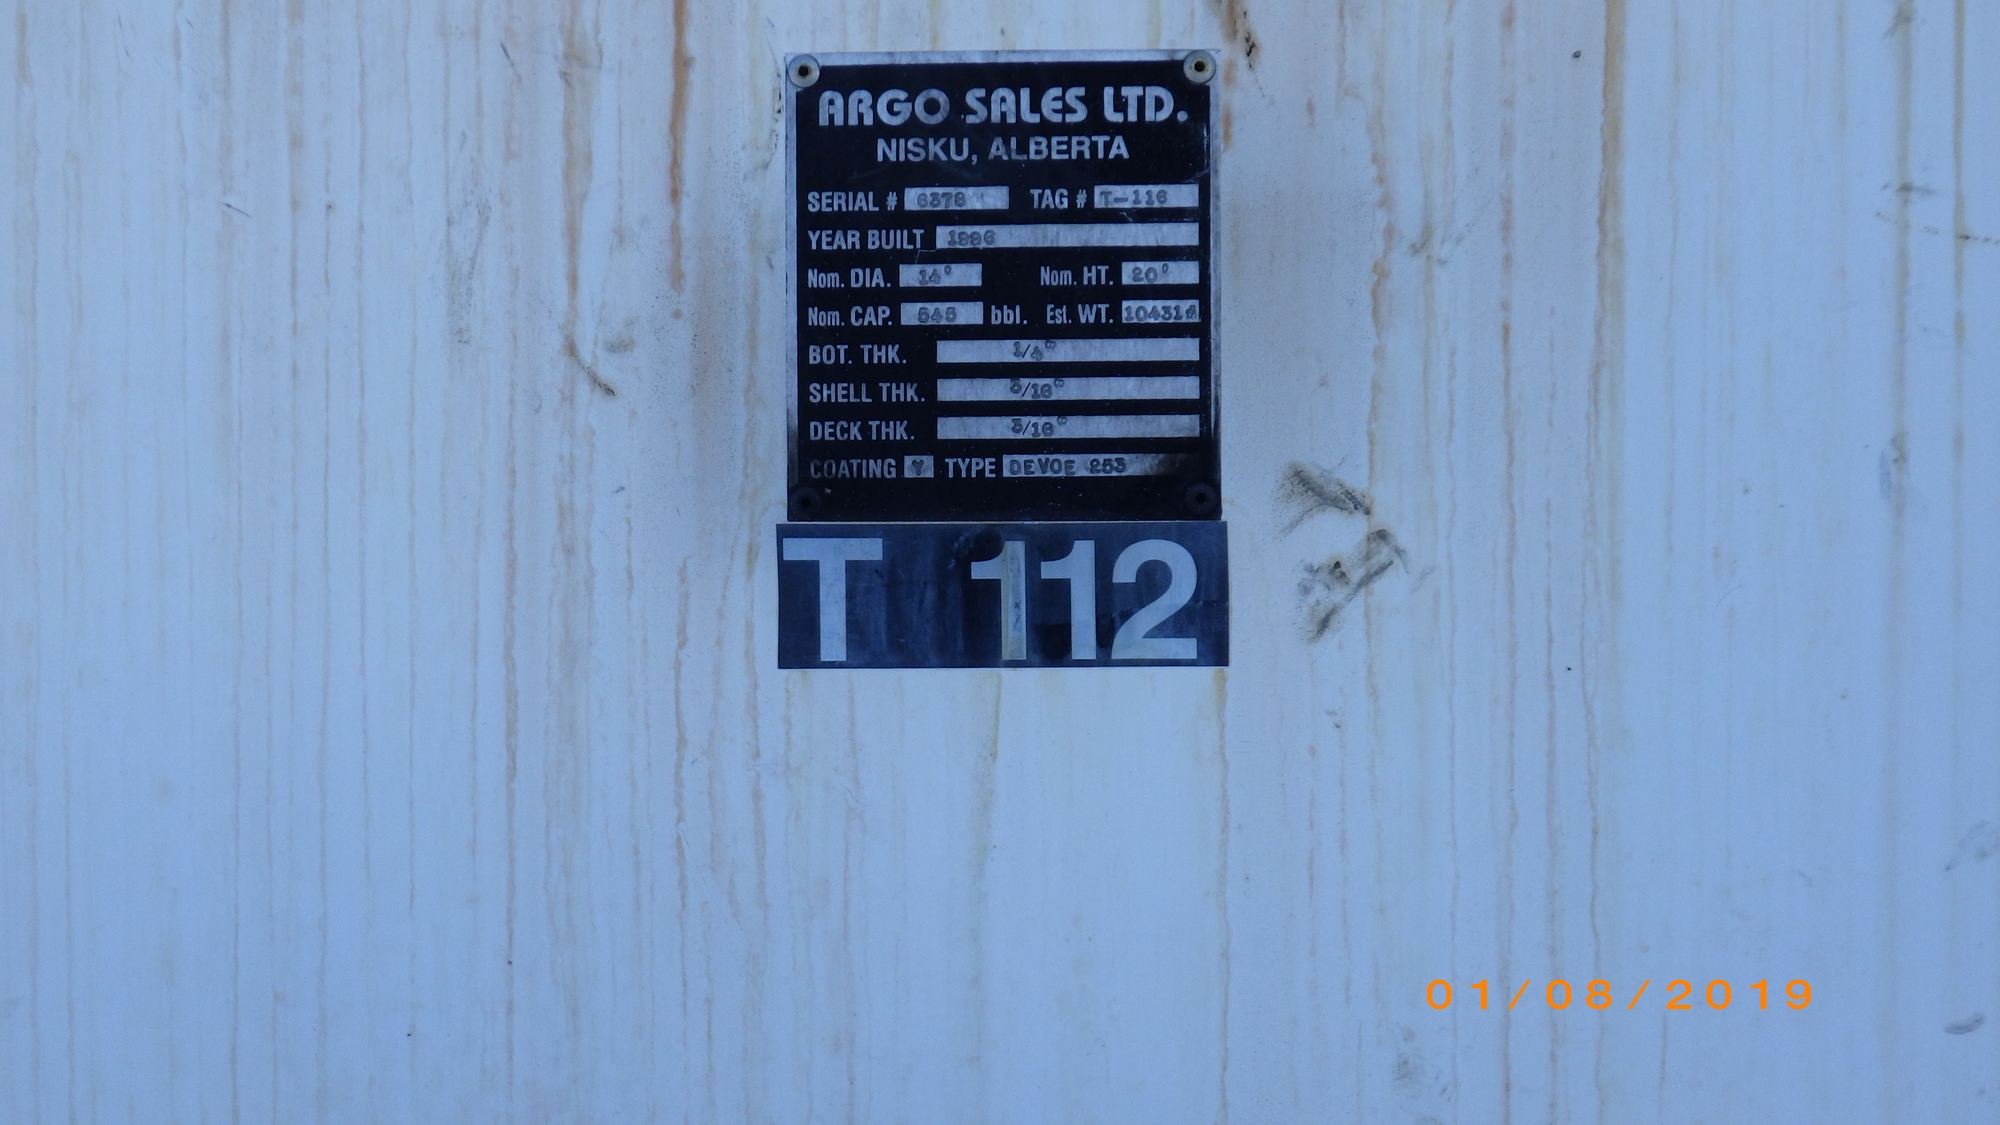 ARGO SALES LTD.
NISKU, ALBERTA
SERIAL # 6378 TAG # T-116
YEAR BUILT 1996
Nom. DIA. 14' Nom. HT. 20'
Nom. CAP. 545 bbl. Est. WT. 10431#
BOT. THK. 1/4"
SHELL THK. 3/16"
DECK THK. 3/16"
COATING Y TYPE DEVOE 253
T 112
01/08/2019